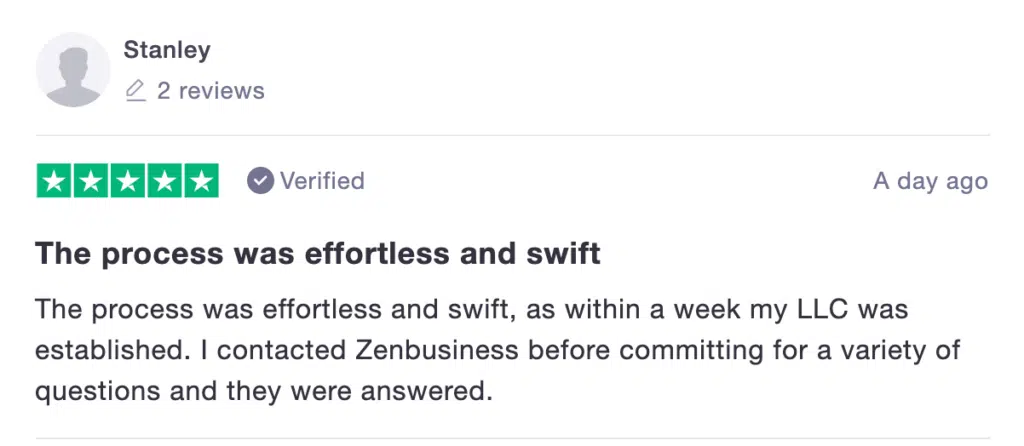 Stanley
2 reviews
Verified
A day ago
The process was effortless and swift
The process was effortless and swift, as within a week my LLC was
established. I contacted Zenbusiness before committing for a variety of
questions and they were answered.